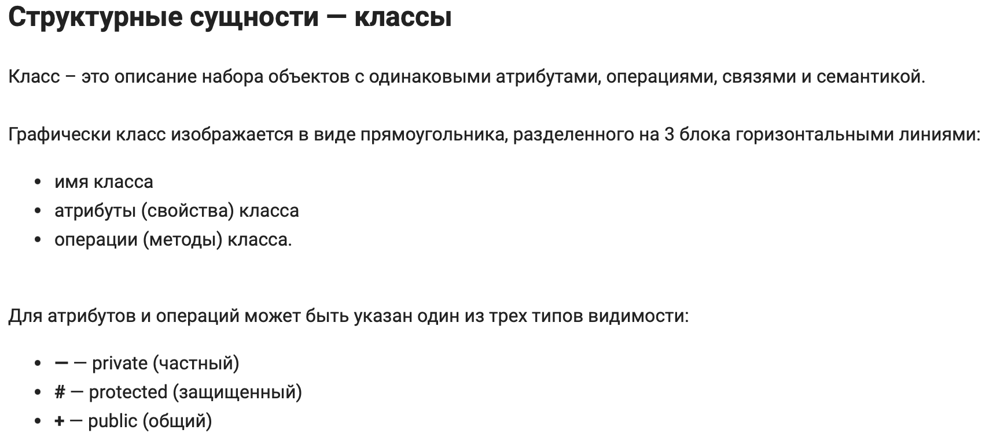 Структурные сущности — классы
Класс – это описание набора объектов с одинаковыми атрибутами, операциями, связями и семантикой.
Графически класс изображается в виде прямоугольника, разделенного на 3 блока горизонтальными линиями:
• имя класса
• атрибуты (свойства) класса
• операции (методы) класса.
Для атрибутов и операций может быть указан один из трех типов видимости:
• — — private (частный)
• # — protected (защищенный)
• + — public (общий)